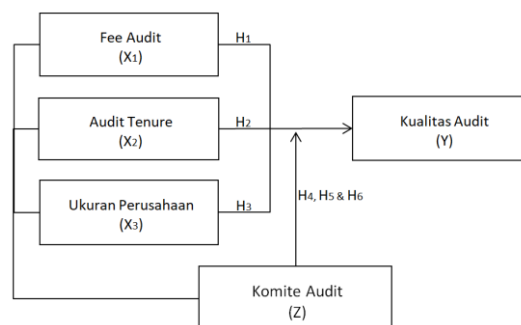 Fee Audit
(X1)
H1
Audit Tenure
(X2)
H2
Kualitas Audit
(Y)
Ukuran Perusahaan
(X3)
H3
H4, H5 & H6
Komite Audit
(Z)